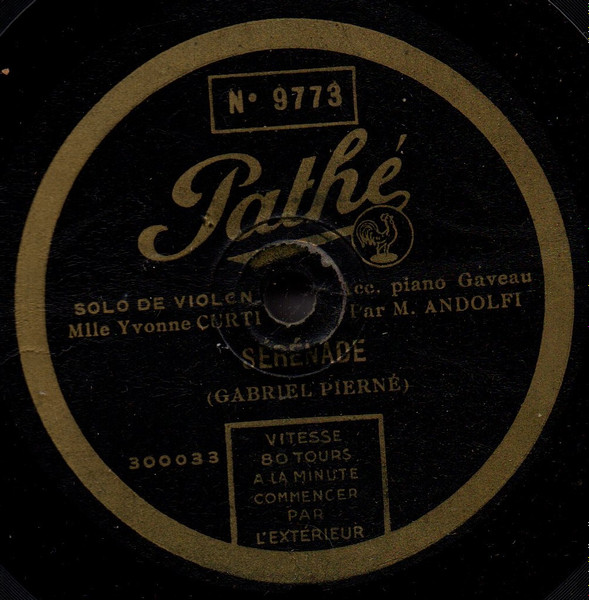 N° 9773
Pathé
SOLO DE VIOLON
Mlle Yvonne CURTI
Acc. piano Gaveau
Par M. ANDOLFI
SÉRÉNADE
(GABRIEL PIERNÉ)
300033
VITESSE
80 TOURS
A LA MINUTE
COMMENCER
PAR
L'EXTÉRIEUR